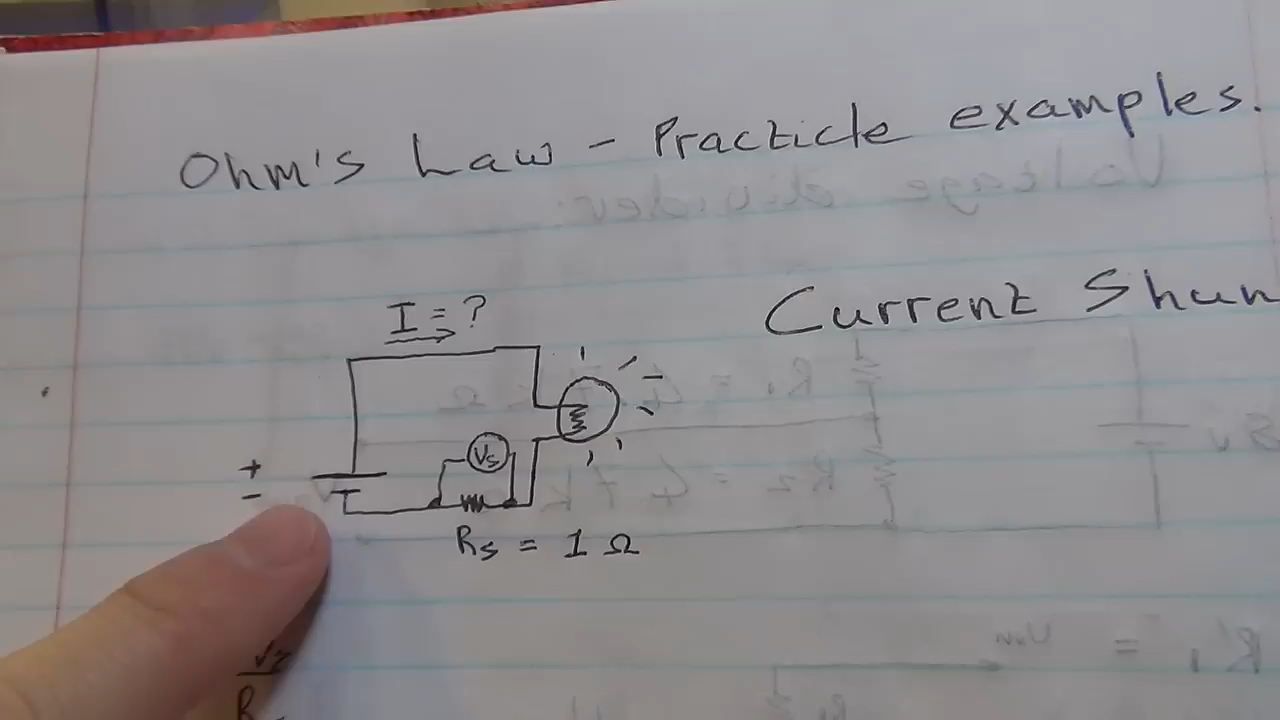 Ohm's Law - Practicle examples.
Current Shun
I = ?
+
-
Vs
Rs = 1 Ω